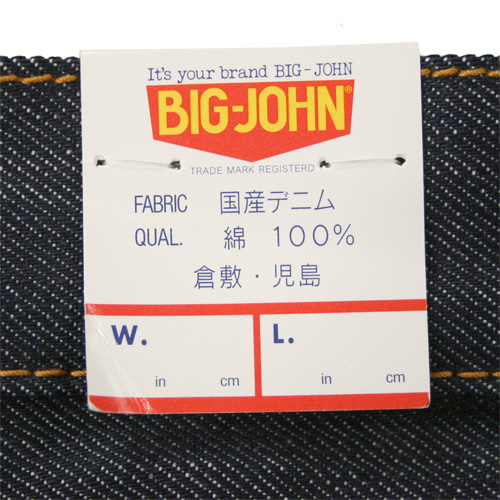 It's your brand BIG-JOHN
BIG-JOHN®
TRADE MARK REGISTERD
FABRIC 国産デニム
QUAL. 綿 100%
倉敷・児島
W. L.
in cm in cm